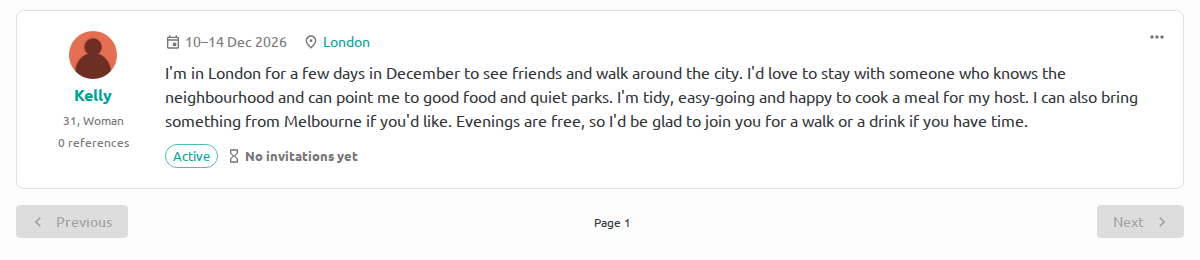 Kelly
31, Woman
0 references
10–14 Dec 2026 London
I'm in London for a few days in December to see friends and walk around the city. I'd love to stay with someone who knows the
neighbourhood and can point me to good food and quiet parks. I'm tidy, easy-going and happy to cook a meal for my host. I can also bring
something from Melbourne if you'd like. Evenings are free, so I'd be glad to join you for a walk or a drink if you have time.
Active No invitations yet
Previous Page 1 Next